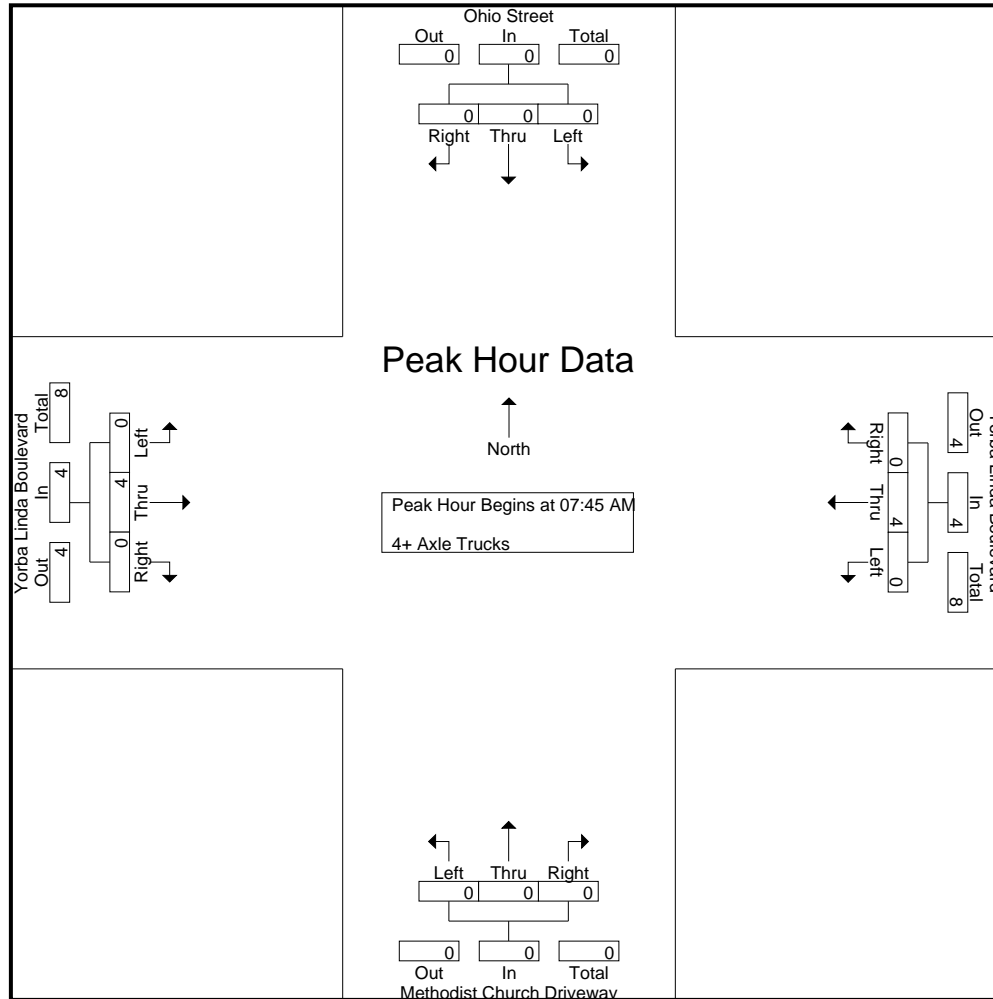 Ohio Street
Out In Total
0 0 0
0 0 0
Right Thru Left
Peak Hour Data
North
Peak Hour Begins at 07:45 AM
4+ Axle Trucks
Yorba Linda Boulevard
Total In Out
8 4 4
0 4 0
Left Thru Right
Out In Total
4 4 8
0 4 0
Right Thru Left
Left Thru Right
0 0 0
0 0 0
Out In Total
Methodist Church Driveway